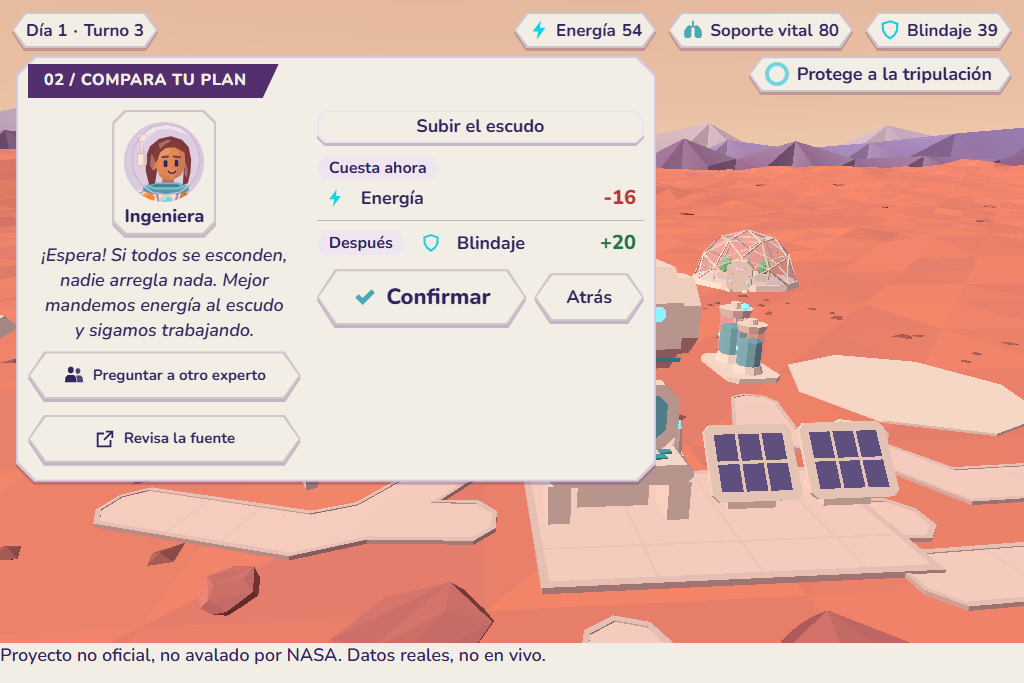 Día 1 · Turno 3
Energía 54
Soporte vital 80
Blindaje 39
Protege a la tripulación
02 / COMPARA TU PLAN
Ingeniera
¡Espera! Si todos se esconden,
nadie arregla nada. Mejor
mandemos energía al escudo
y sigamos trabajando.
Preguntar a otro experto
Revisa la fuente
Subir el escudo
Cuesta ahora
Energía -16
Después Blindaje +20
Confirmar
Atrás
Proyecto no oficial, no avalado por NASA. Datos reales, no en vivo.